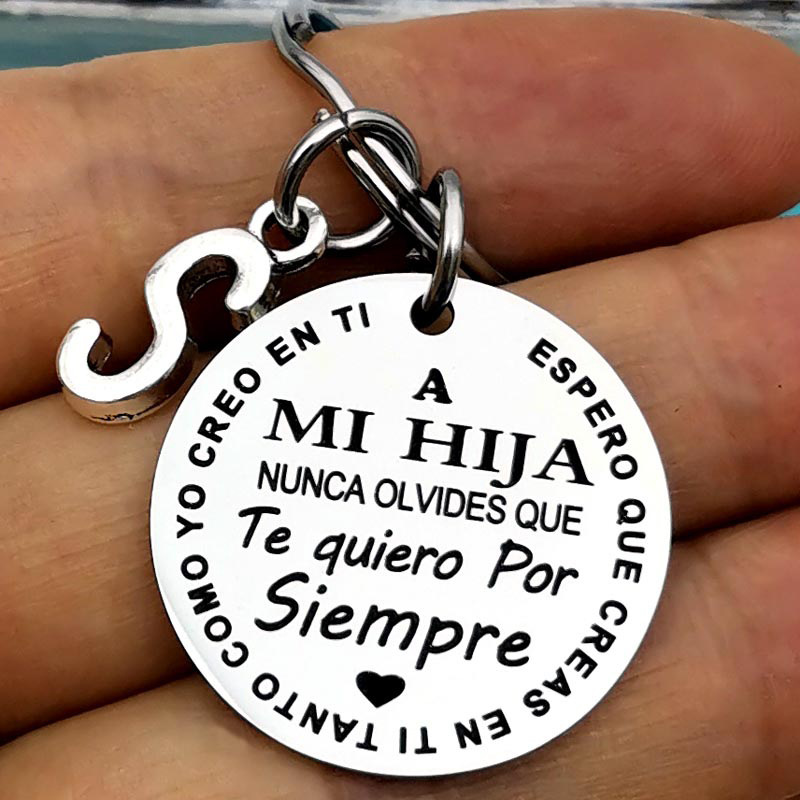 A
MI HIJA
NUNCA OLVIDES QUE
Te quiero Por
Siempre
ESPERO QUE CREAS EN TI TANTO COMO YO CREO EN TI
S